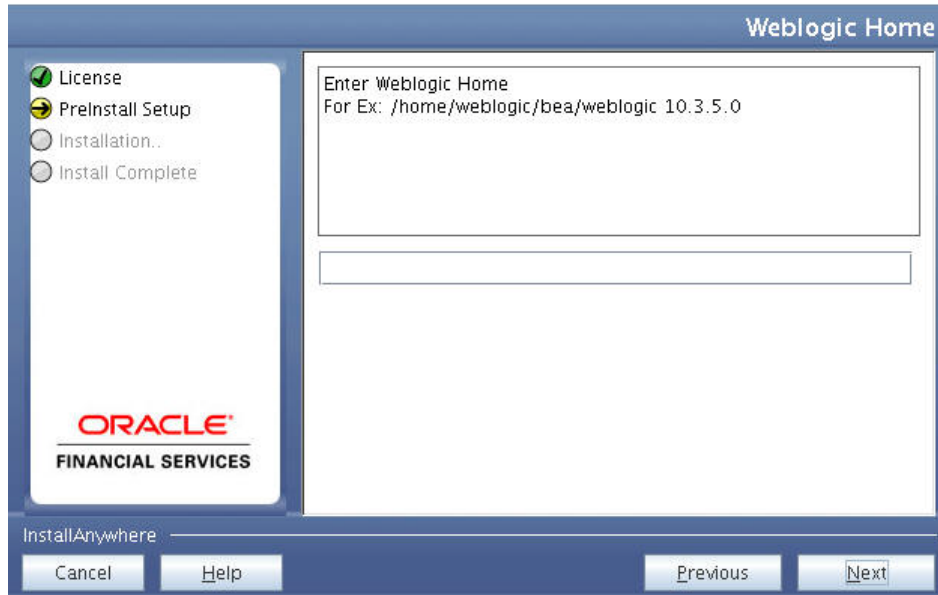 Weblogic Home
License
PreInstall Setup
Installation..
Install Complete
Enter Weblogic Home
For Ex: /home/weblogic/bea/weblogic 10.3.5.0
ORACLE
FINANCIAL SERVICES
InstallAnywhere
Cancel
Help
Previous
Next